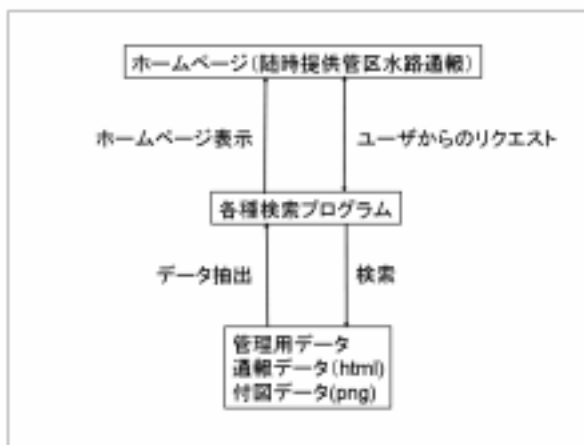 ホームページ(随時提供管区水路通報)
ホームページ表示
ユーザからのリクエスト
各種検索プログラム
データ抽出
検索
管理用データ
通報データ(html)
付図データ(png)